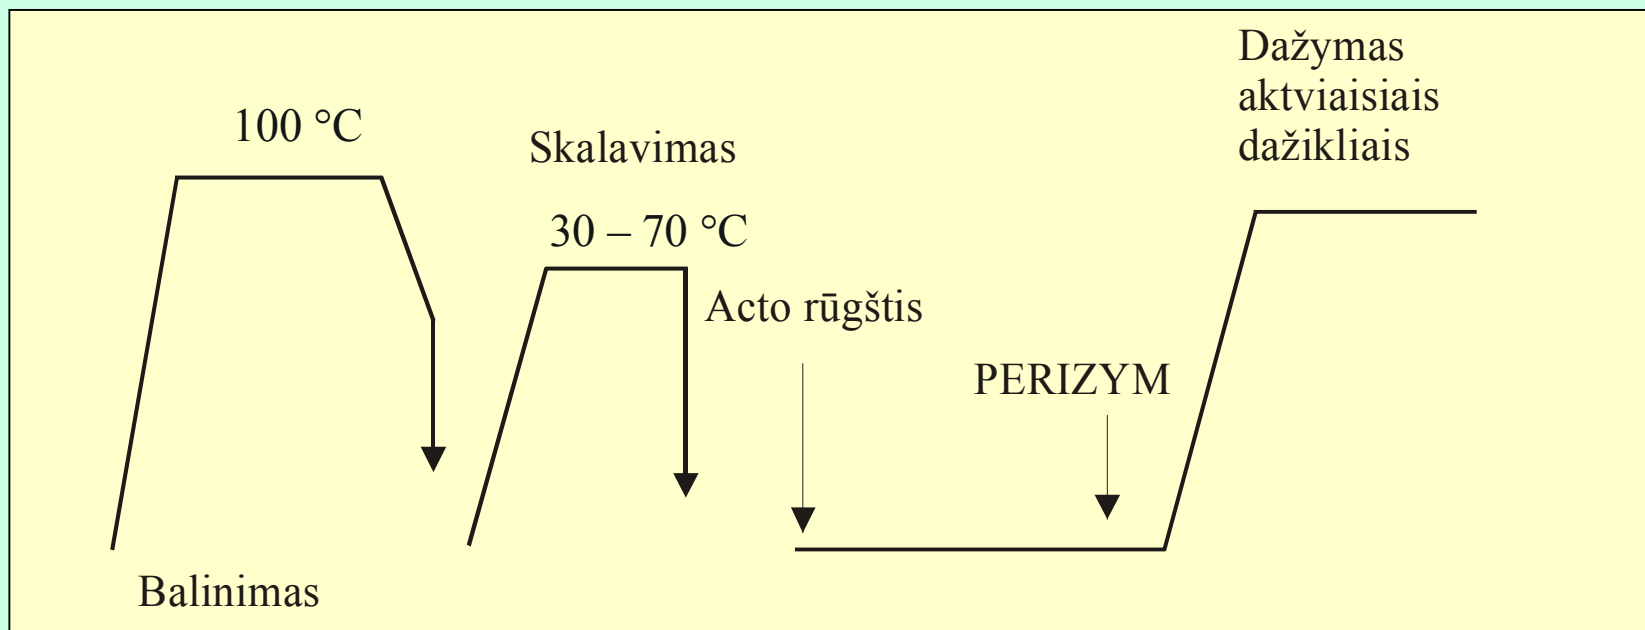 100 °C
Balinimas
Skalavimas
30 – 70 °C
Acto rūgštis
PERIZYM
Dažymas
aktviaisiais
dažikliais